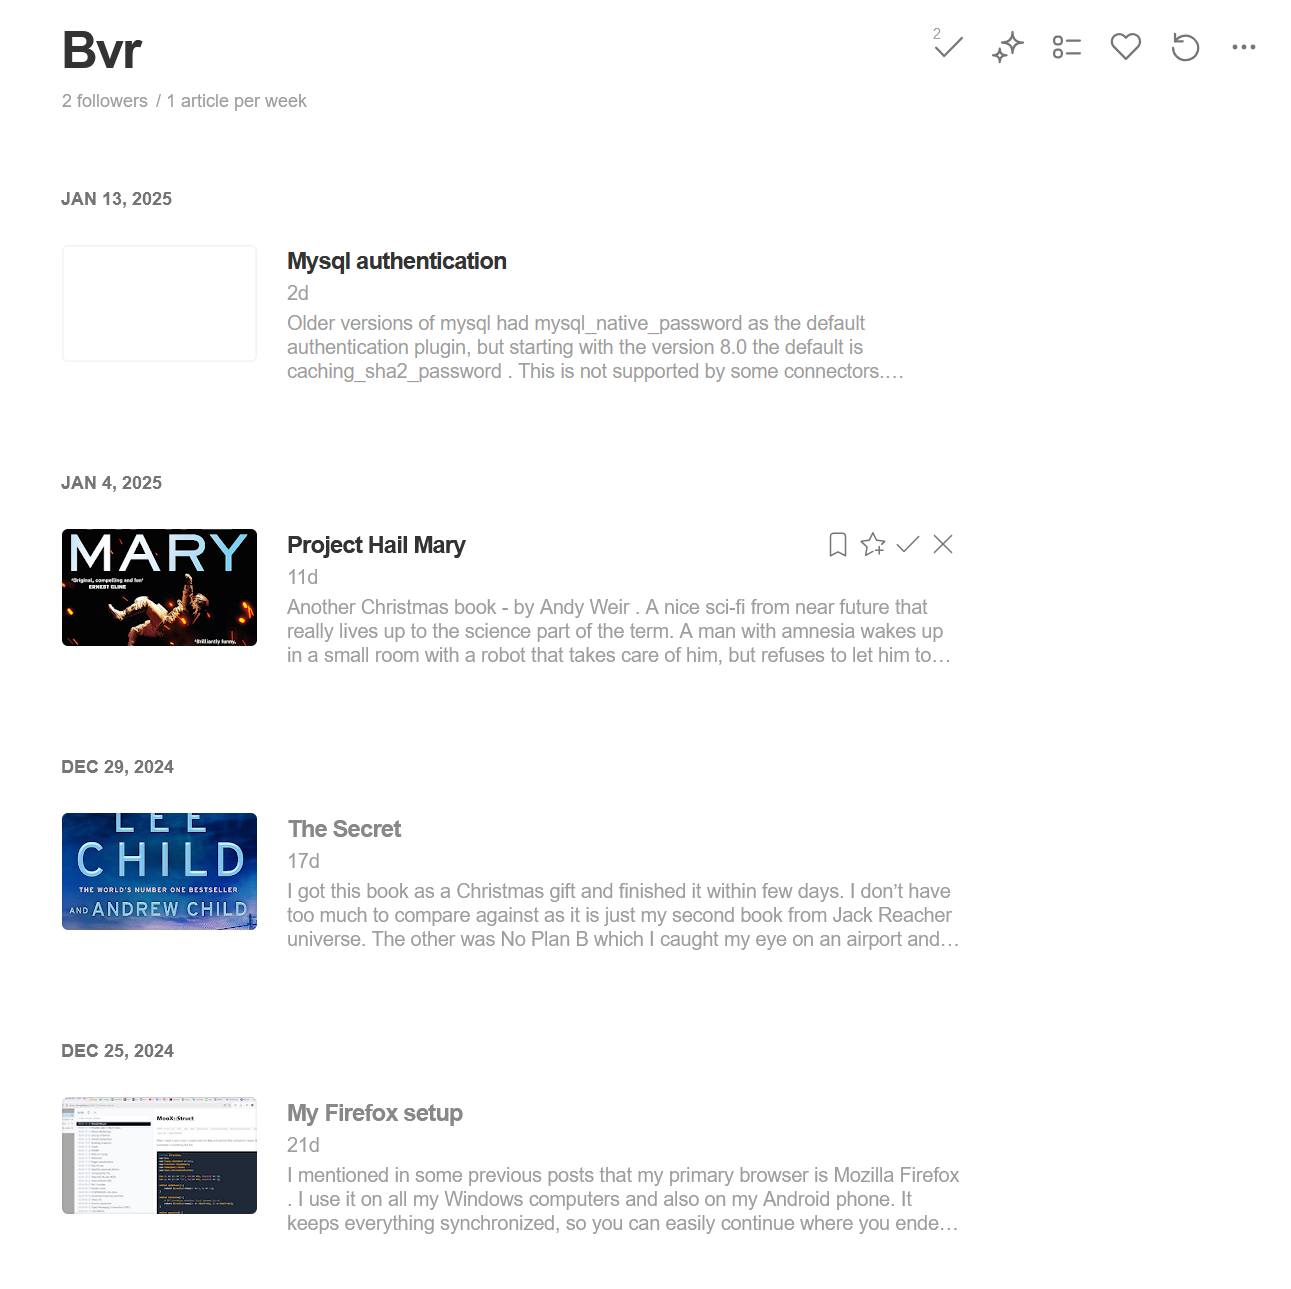 Bvr
2
2 followers / 1 article per week
JAN 13, 2025
Mysql authentication
2d
Older versions of mysql had mysql_native_password as the default
authentication plugin, but starting with the version 8.0 the default is
caching_sha2_password . This is not supported by some connectors.…
JAN 4, 2025
MARY
'Original, compelling and fun'
ERNEST CLINE
'Brilliantly funny.
Project Hail Mary
11d
Another Christmas book - by Andy Weir . A nice sci-fi from near future that
really lives up to the science part of the term. A man with amnesia wakes up
in a small room with a robot that takes care of him, but refuses to let him to…
DEC 29, 2024
LEE
CHILD
THE WORLD'S NUMBER ONE BESTSELLER
AND ANDREW CHILD
The Secret
17d
I got this book as a Christmas gift and finished it within few days. I don’t have
too much to compare against as it is just my second book from Jack Reacher
universe. The other was No Plan B which I caught my eye on an airport and…
DEC 25, 2024
MooX::Struct
My Firefox setup
21d
I mentioned in some previous posts that my primary browser is Mozilla Firefox
. I use it on all my Windows computers and also on my Android phone. It
keeps everything synchronized, so you can easily continue where you ende…